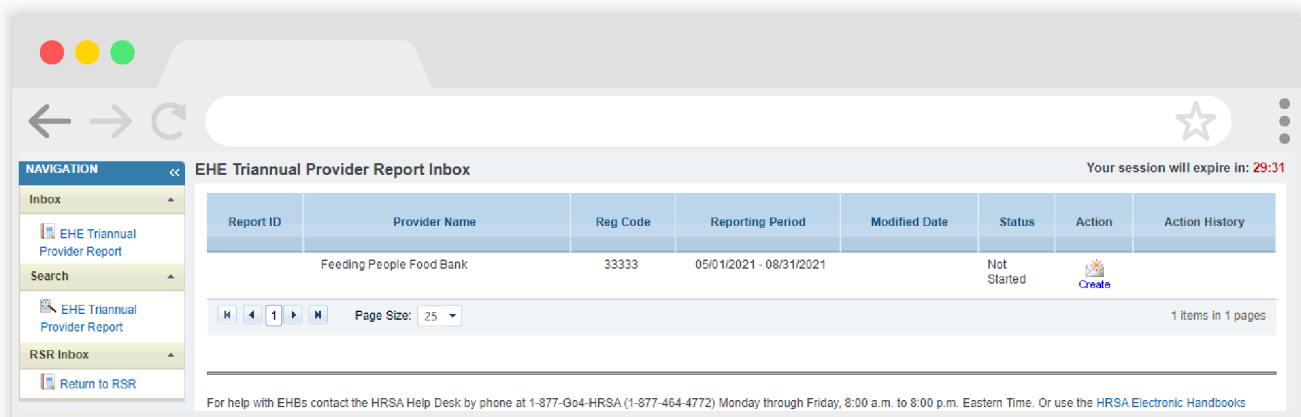 NAVIGATION «
EHE Triannual Provider Report Inbox
Your session will expire in: 29:31
Inbox
EHE Triannual
Provider Report
Search
EHE Triannual
Provider Report
RSR Inbox
Return to RSR
Report ID Provider Name Reg Code Reporting Period Modified Date Status Action Action History
Feeding People Food Bank 33333 05/01/2021 - 08/31/2021 Not
Started Create
1 Page Size: 25 1 items in 1 pages
For help with EHBs contact the HRSA Help Desk by phone at 1-877-Go4-HRSA (1-877-464-4772) Monday through Friday, 8:00 a.m. to 8:00 p.m. Eastern Time. Or use the HRSA Electronic Handbooks